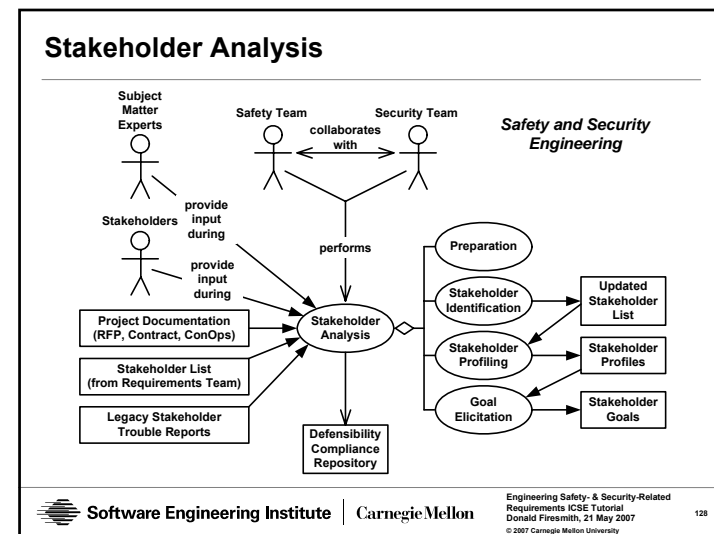 Stakeholder Analysis
Subject
Matter
Experts
Safety Team
Security Team
collaborates
with
Safety and Security
Engineering
Stakeholders
provide
input
during
provide
input
during
performs
Project Documentation
(RFP, Contract, ConOps)
Stakeholder List
(from Requirements Team)
Legacy Stakeholder
Trouble Reports
Stakeholder
Analysis
Defensibility
Compliance
Repository
Preparation
Stakeholder
Identification
Updated
Stakeholder
List
Stakeholder
Profiling
Stakeholder
Profiles
Goal
Elicitation
Stakeholder
Goals
Software Engineering Institute
Carnegie Mellon
Engineering Safety- & Security-Related
Requirements ICSE Tutorial
Donald Firesmith, 21 May 2007
© 2007 Carnegie Mellon University
128